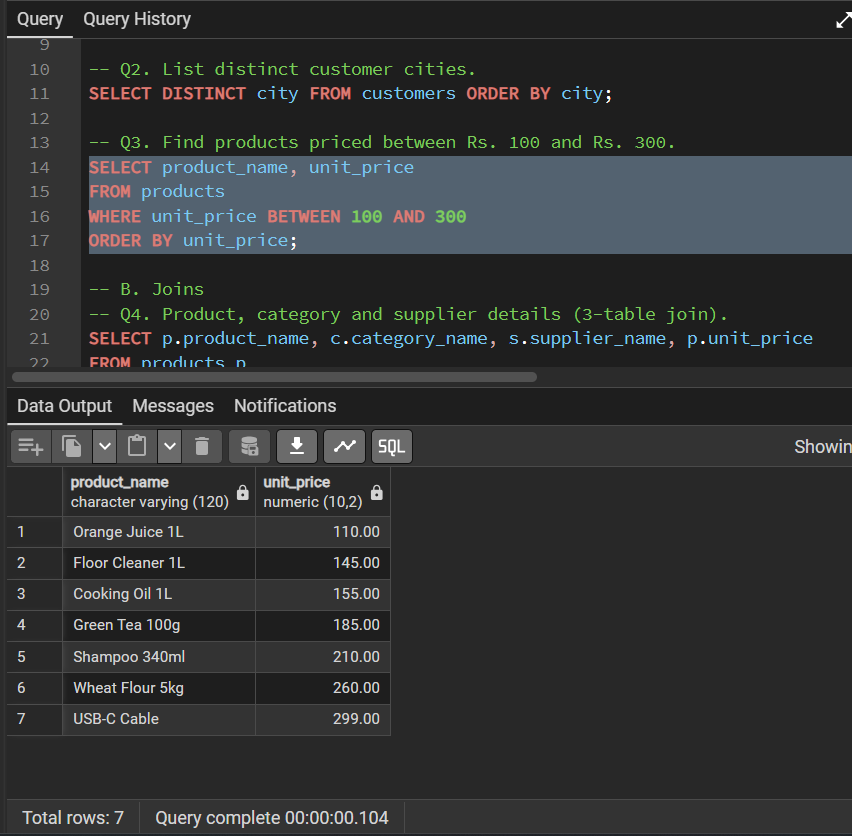 Query Query History
9
10 -- Q2. List distinct customer cities.
11 SELECT DISTINCT city FROM customers ORDER BY city;
12
13 -- Q3. Find products priced between Rs. 100 and Rs. 300.
14 SELECT product_name, unit_price
15 FROM products
16 WHERE unit_price BETWEEN 100 AND 300
17 ORDER BY unit_price;
18
19 -- B. Joins
20 -- Q4. Product, category and supplier details (3-table join).
21 SELECT p.product_name, c.category_name, s.supplier_name, p.unit_price
22 FROM products p
Data Output Messages Notifications
SQL Showin
product_name unit_price
character varying (120) numeric (10,2)
1 Orange Juice 1L 110.00
2 Floor Cleaner 1L 145.00
3 Cooking Oil 1L 155.00
4 Green Tea 100g 185.00
5 Shampoo 340ml 210.00
6 Wheat Flour 5kg 260.00
7 USB-C Cable 299.00
Total rows: 7 Query complete 00:00:00.104